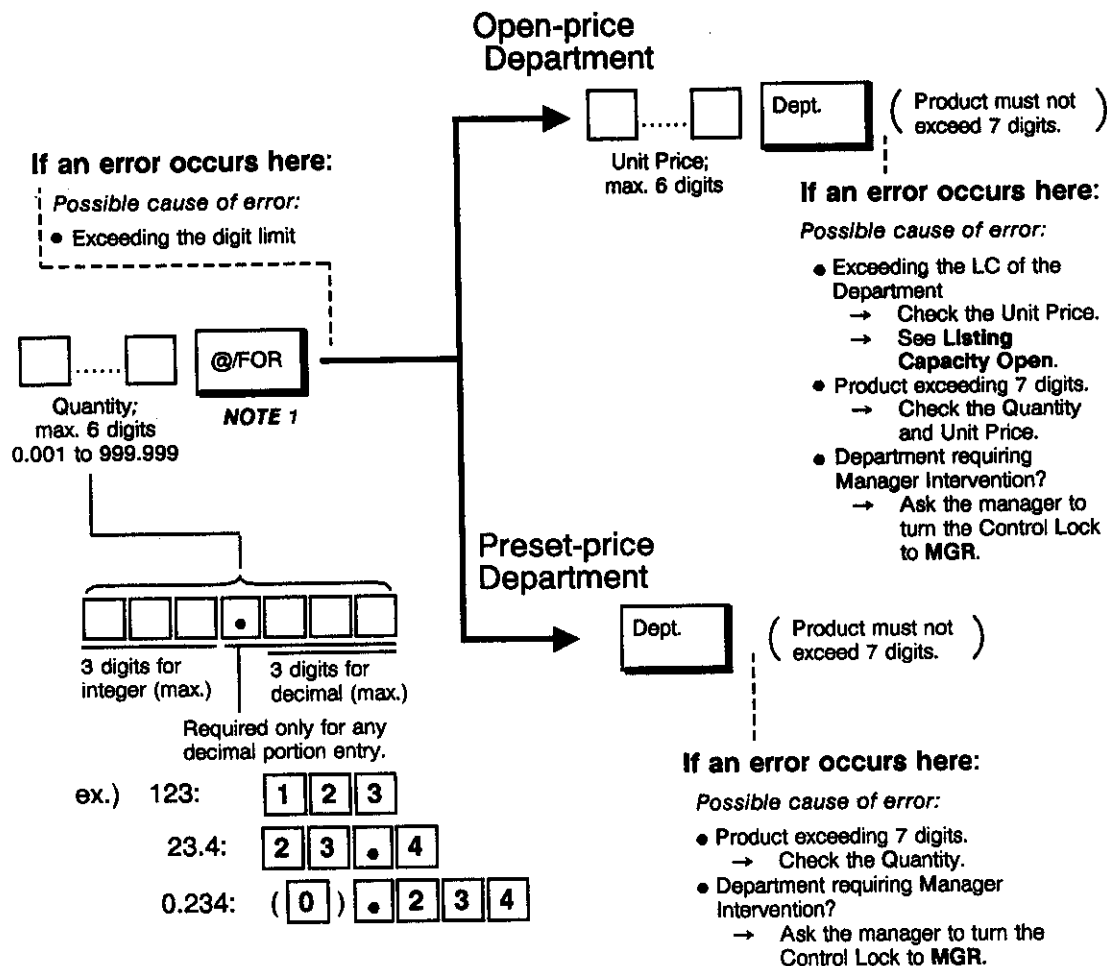 Open-price
Department
Dept.
( Product must not
exceed 7 digits. )
Unit Price;
max. 6 digits
If an error occurs here:
Possible cause of error:
• Exceeding the LC of the
Department
→ Check the Unit Price.
→ See Listing
Capacity Open.
• Product exceeding 7 digits.
→ Check the Quantity
and Unit Price.
• Department requiring
Manager Intervention?
→ Ask the manager to
turn the Control Lock
to MGR.
If an error occurs here:
Possible cause of error:
• Exceeding the digit limit
@/FOR
NOTE 1
Quantity;
max. 6 digits
0.001 to 999.999
3 digits for
integer (max.)
3 digits for
decimal (max.)
Required only for any
decimal portion entry.
ex.) 123: 1 2 3
23.4: 2 3 . 4
0.234: ( 0 ) . 2 3 4
Preset-price
Department
Dept.
( Product must not
exceed 7 digits. )
If an error occurs here:
Possible cause of error:
• Product exceeding 7 digits.
→ Check the Quantity.
• Department requiring Manager
Intervention?
→ Ask the manager to turn the
Control Lock to MGR.